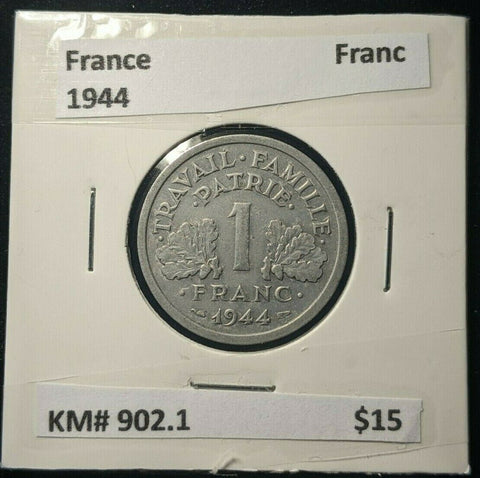 France Franc
1944
·TRAVAIL·FAMILLE·
·PATRIE·
1
·FRANC·
1944
KM# 902.1 $15